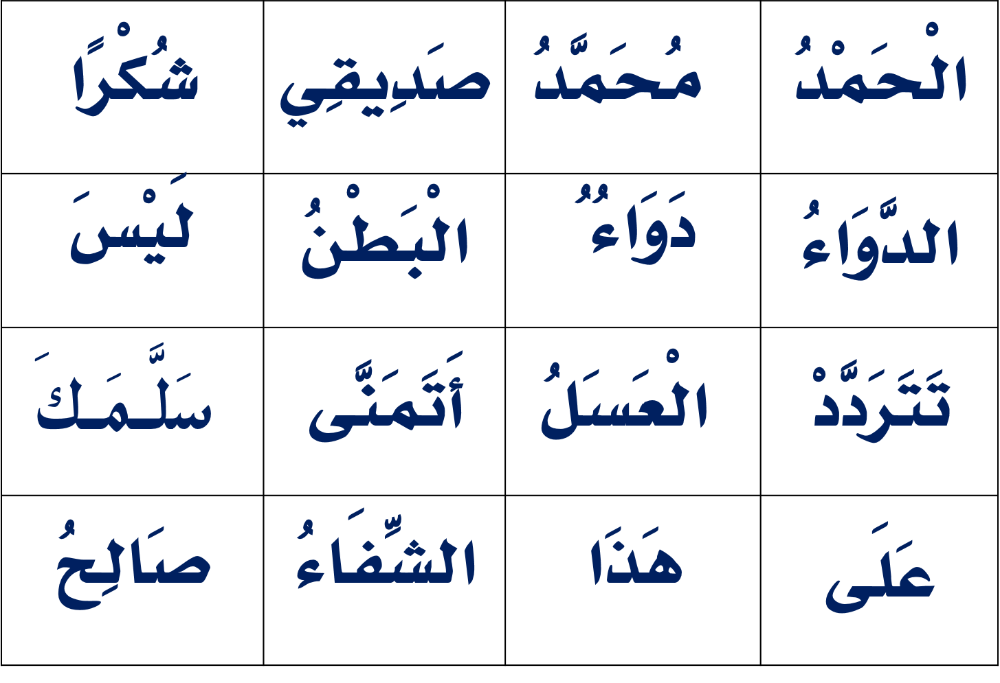 الْحَمْدُ مُحَمَّدُ صَدِيقِي شُكْرًا
الدَّوَاءُ دَوَاءٌ الْبَطْنُ لَيْسَ
تَتَرَدَّدْ الْعَسَلُ أَتَمَنَّى سَلَّمَكَ
عَلَى هَذَا الشِّفَاءُ صَالِحُ